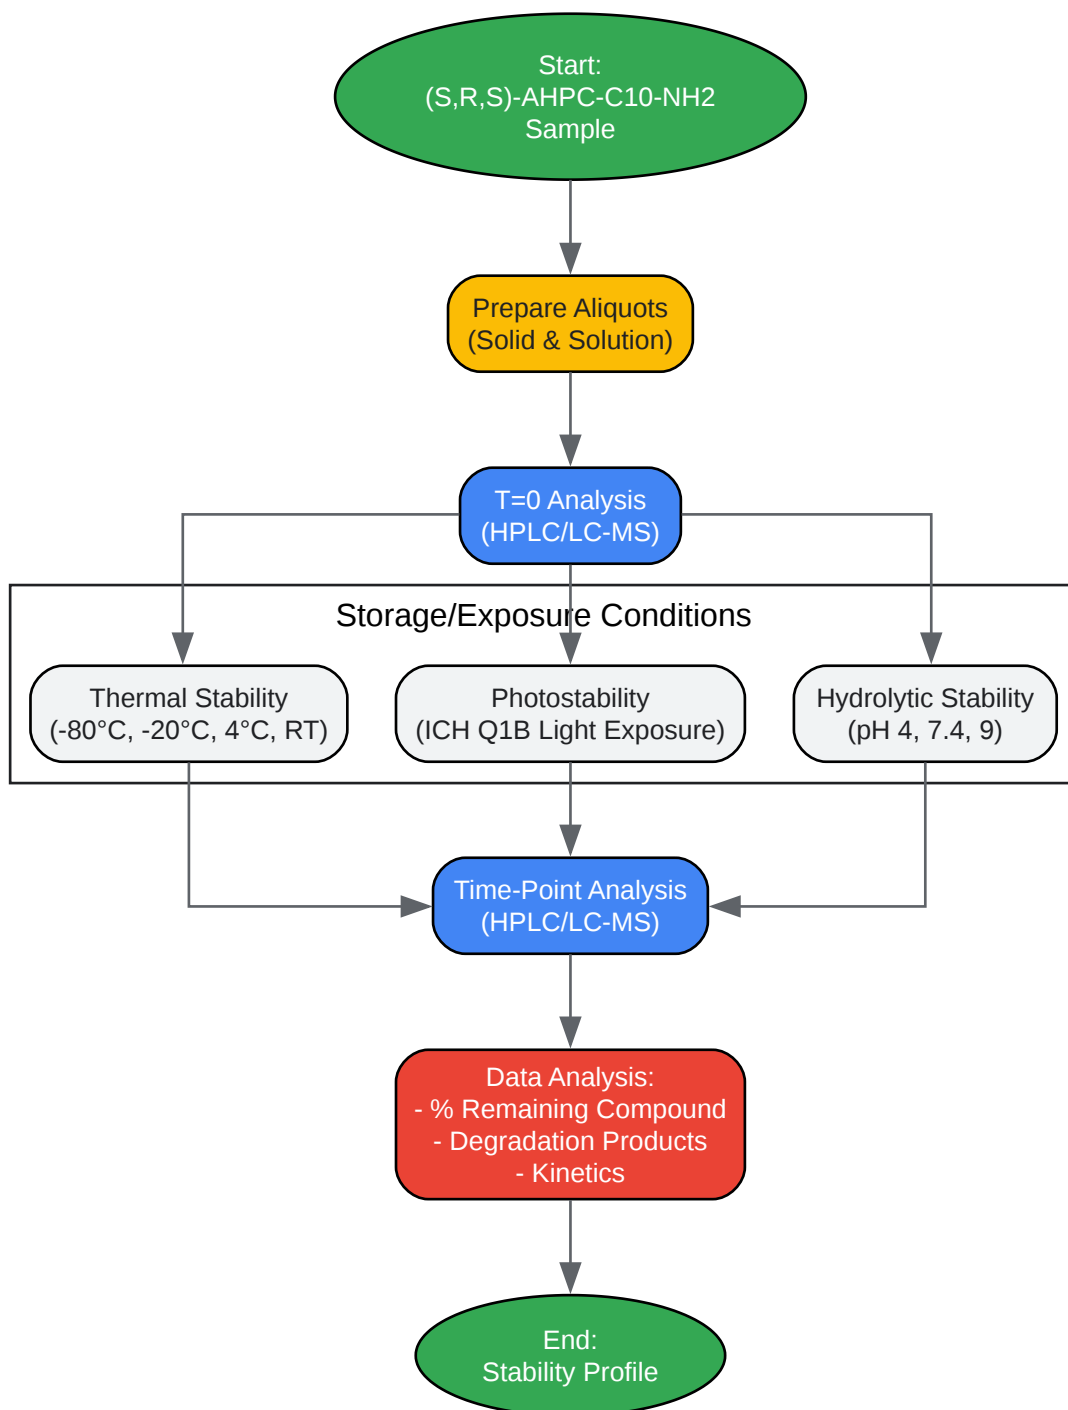 Start:
(S,R,S)-AHPC-C10-NH2
Sample
Prepare Aliquots
(Solid & Solution)
T=0 Analysis
(HPLC/LC-MS)
Storage/Exposure Conditions
Thermal Stability
(-80°C, -20°C, 4°C, RT)
Photostability
(ICH Q1B Light Exposure)
Hydrolytic Stability
(pH 4, 7.4, 9)
Time-Point Analysis
(HPLC/LC-MS)
Data Analysis:
- % Remaining Compound
- Degradation Products
- Kinetics
End:
Stability Profile